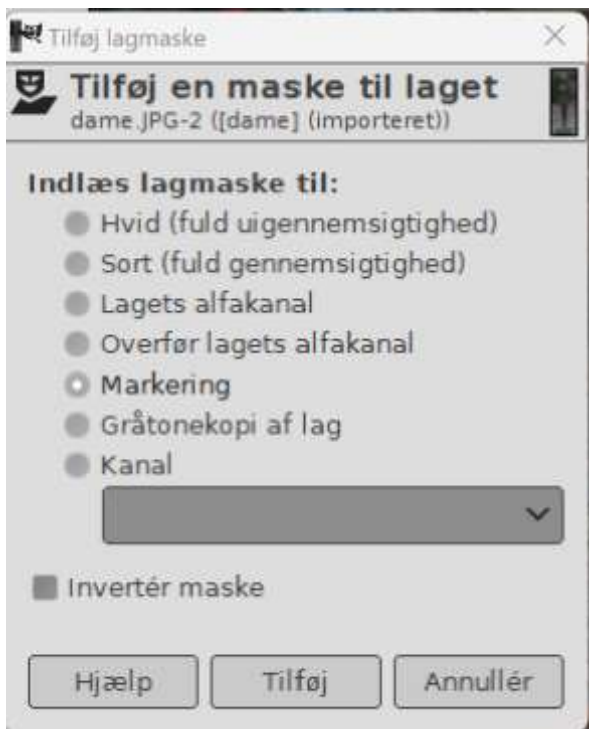 Tilføj lagmaske
Tilføj en maske til laget
dame.JPG-2 ([dame] (importeret))
Indlæs lagmaske til:
Hvid (fuld uigennemsigtighed)
Sort (fuld gennemsigtighed)
Lagets alfakanal
Overfør lagets alfakanal
Markering
Gråtonekopi af lag
Kanal
Invertér maske
Hjælp
Tilføj
Annullér